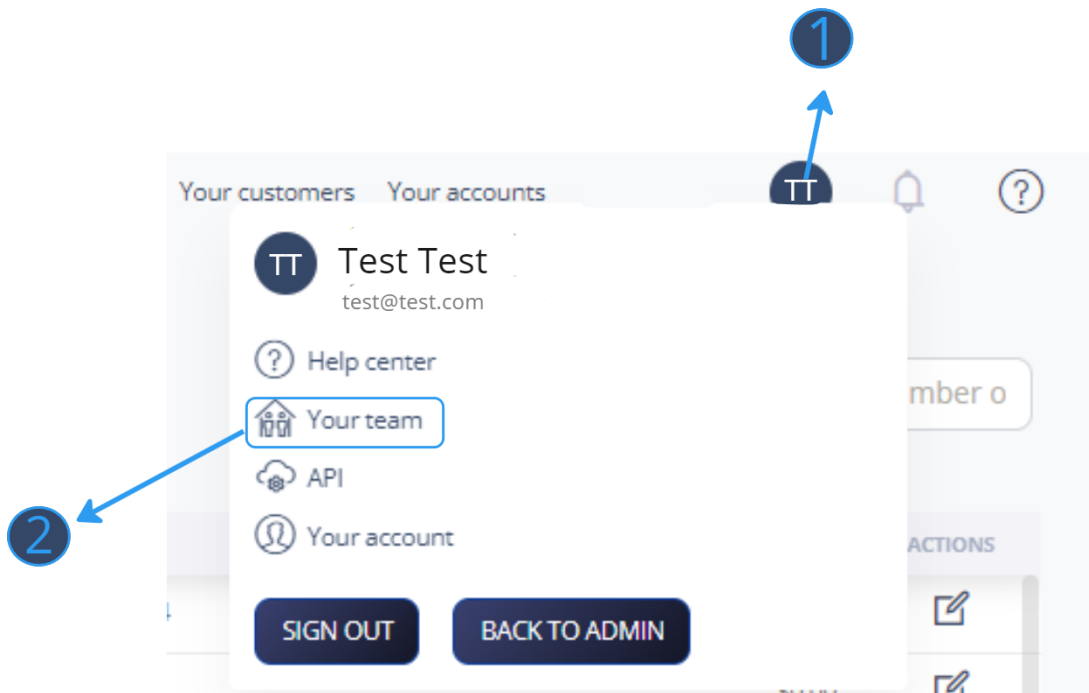 1
Your customers Your accounts TT ?
TT Test Test
test@test.com
? Help center
mber o
Your team
API
2
Your account
ACTIONS
SIGN OUT BACK TO ADMIN